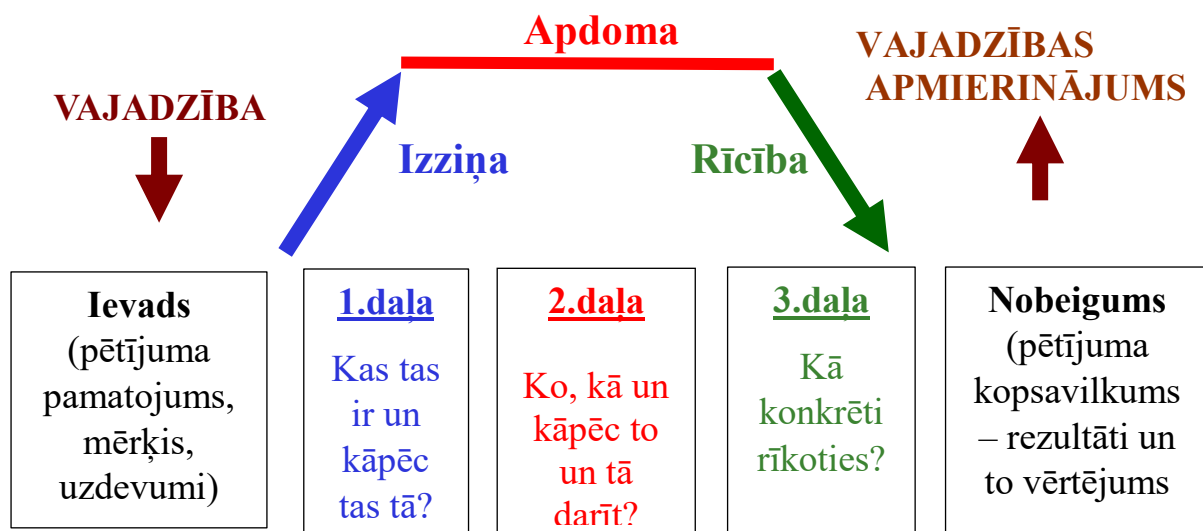 Apdoma
VAJADZĪBA
VAJADZĪBAS
APMIERINĀJUMS
Izziņa
Rīcība
Ievads
(pētījuma
pamatojums,
mērķis,
uzdevumi)
1.daļa
Kas tas
ir un
kāpēc
tas tā?
2.daļa
Ko, kā un
kāpēc to
un tā
darīt?
3.daļa
Kā
konkrēti
rīkoties?
Nobeigums
(pētījuma
kopsavilkums
– rezultāti un
to vērtējums